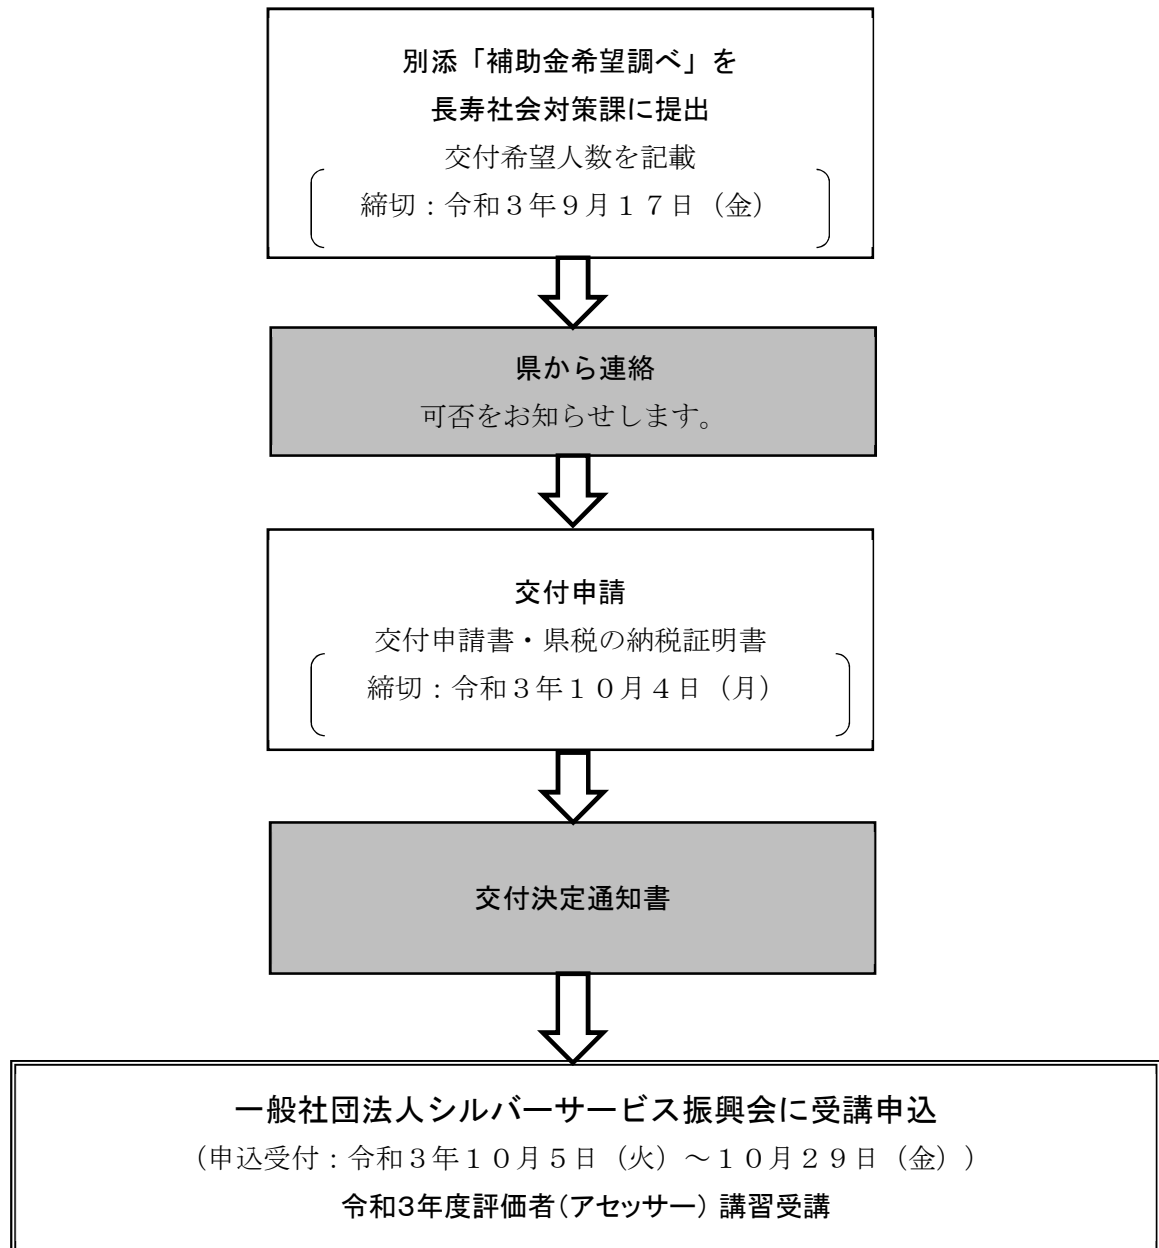 別添「補助金希望調べ」を
長寿社会対策課に提出
交付希望人数を記載
締切：令和３年９月１７日（金）
県から連絡
可否をお知らせします。
交付申請
交付申請書・県税の納税証明書
締切：令和３年１０月４日（月）
交付決定通知書
一般社団法人シルバーサービス振興会に受講申込
（申込受付：令和３年１０月５日（火）～１０月２９日（金））
令和3年度評価者（アセッサー）講習受講